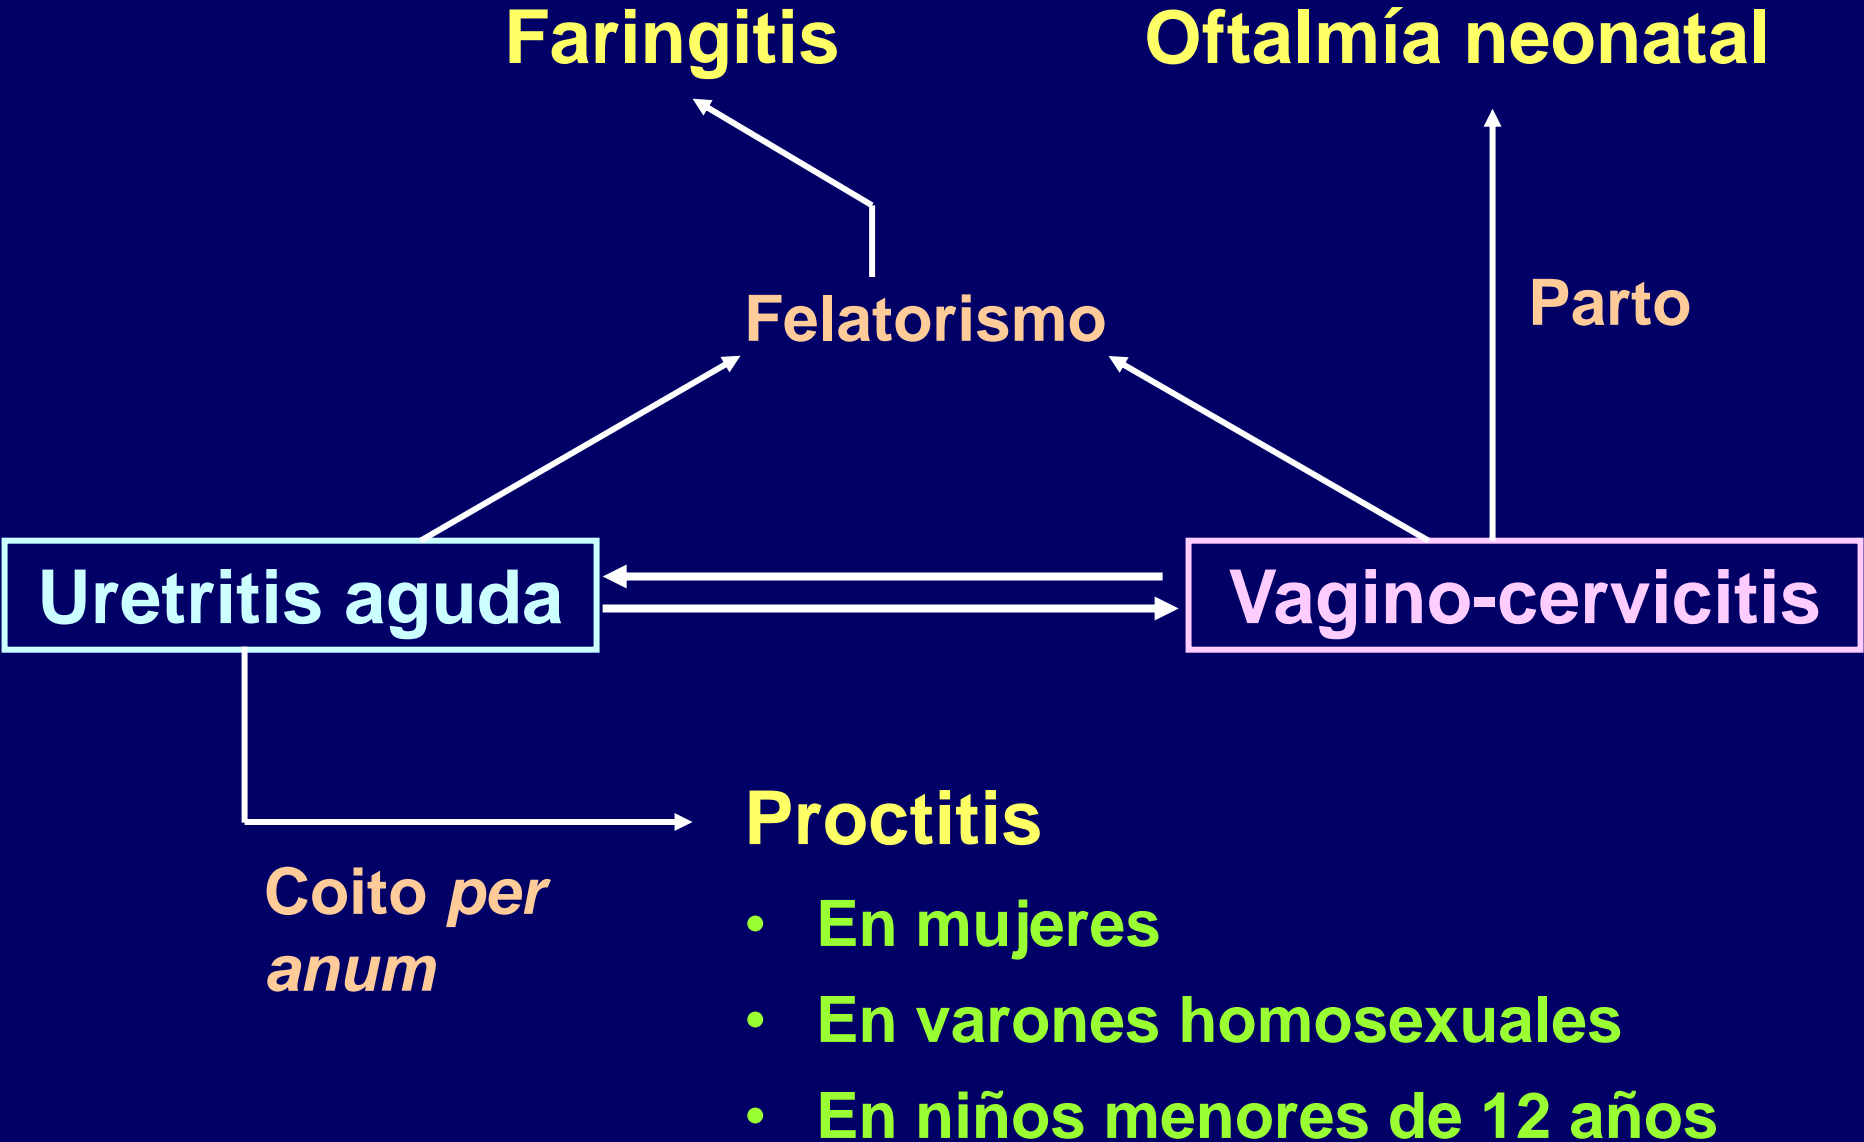 Faringitis
Oftalmía neonatal
Felatorismo
Parto
Uretritis aguda
Vagino-cervicitis
Proctitis
Coito per
anum
• En mujeres
• En varones homosexuales
• En niños menores de 12 años